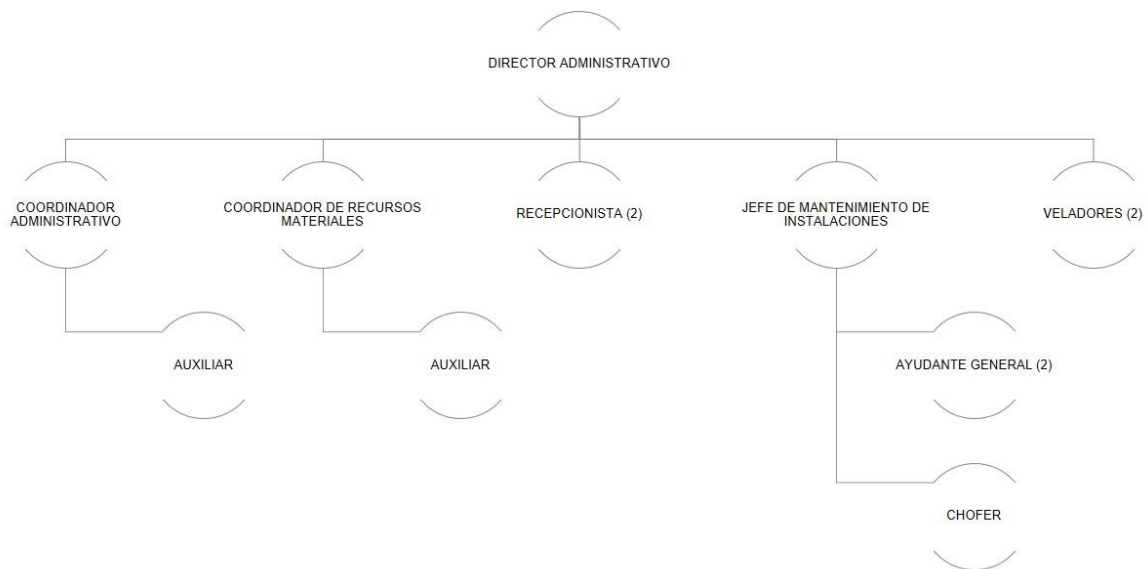 DIRECTOR ADMINISTRATIVO
COORDINADOR
ADMINISTRATIVO
COORDINADOR DE RECURSOS
MATERIALES
RECEPCIONISTA (2)
JEFE DE MANTENIMIENTO DE
INSTALACIONES
VELADORES (2)
AUXILIAR
AUXILIAR
AYUDANTE GENERAL (2)
CHOFER